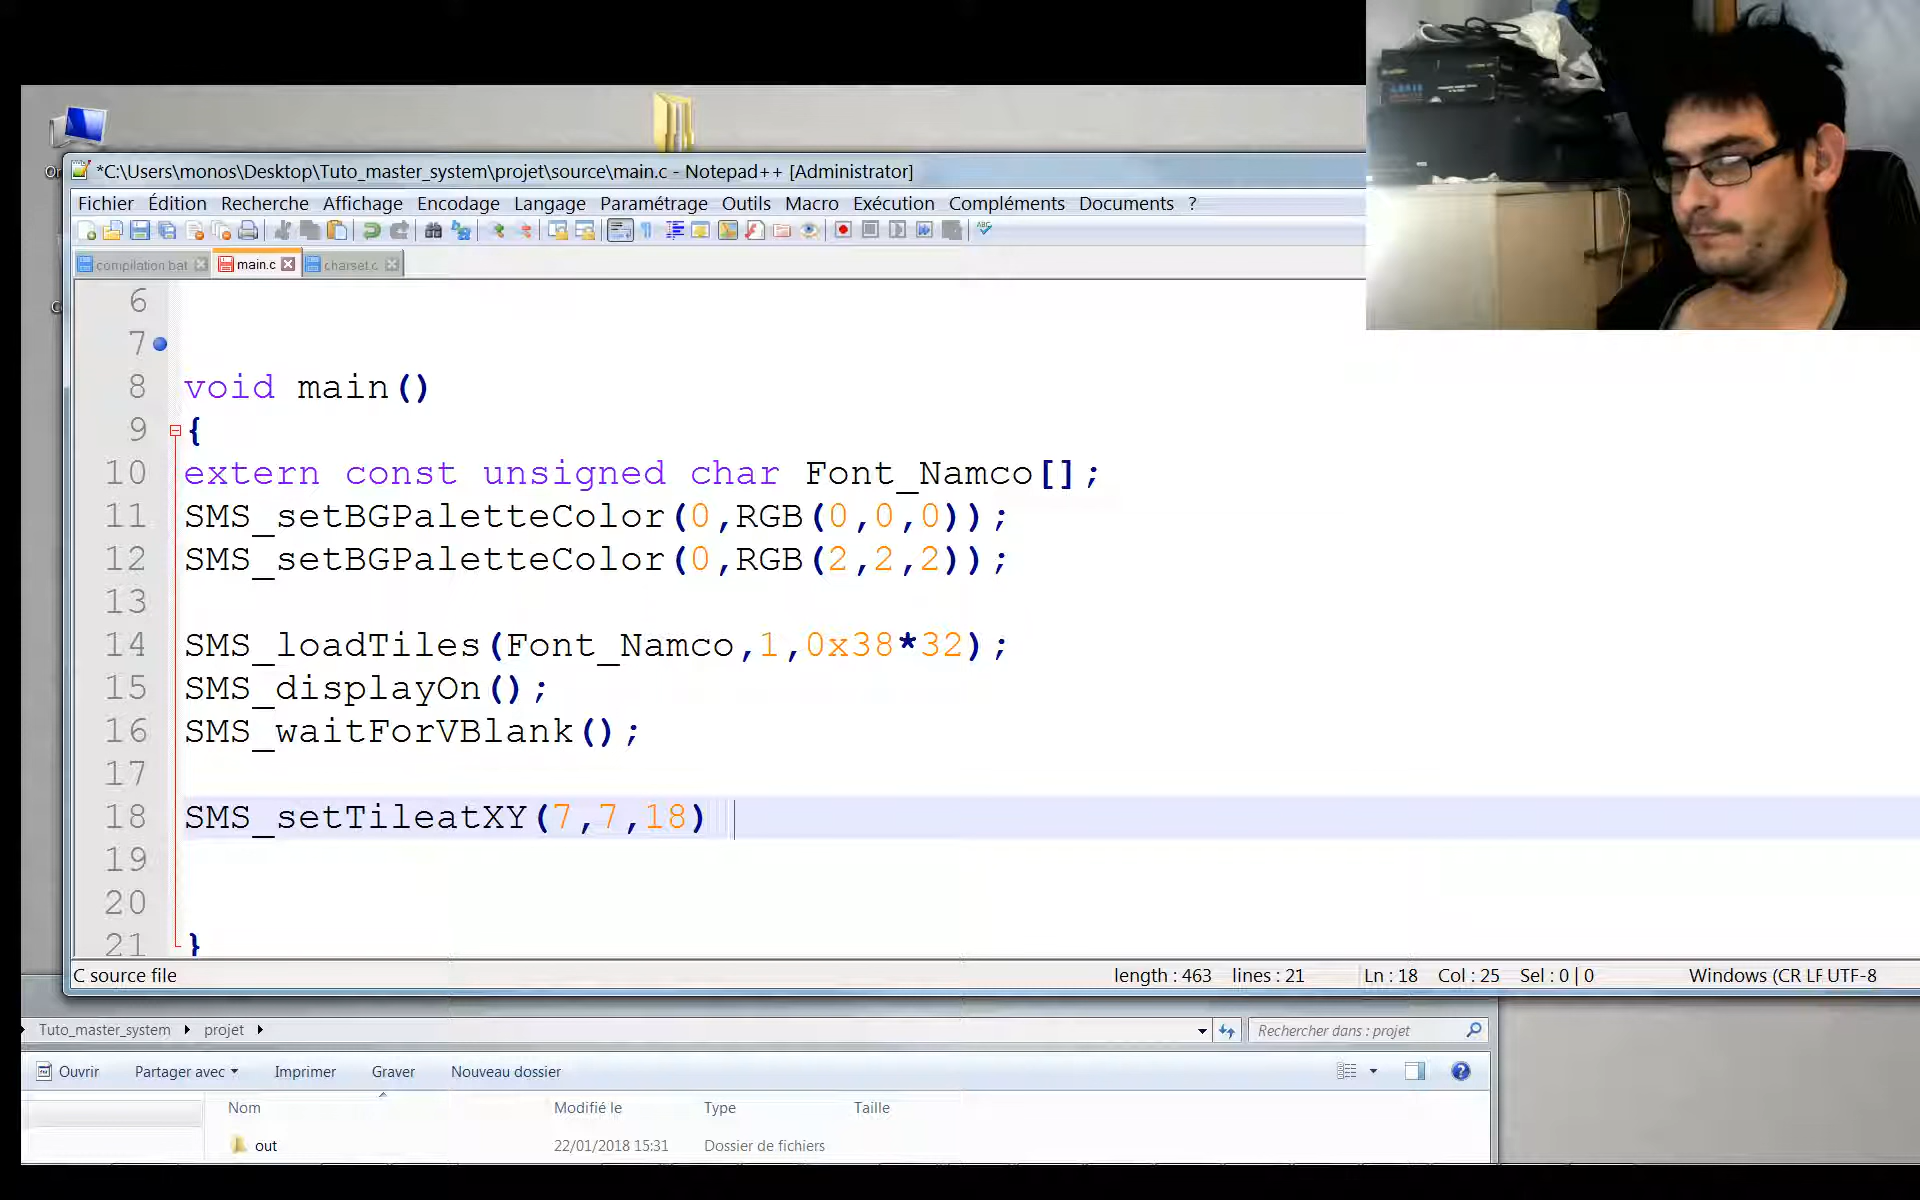 *C:\Users\monos\Desktop\Tuto_master_system\projet\source\main.c - Notepad++ [Administrator]
Fichier Édition Recherche Affichage Encodage Langage Paramétrage Outils Macro Exécution Compléments Documents ?
compilation.bat main.c charset.c
6
7
8 void main()
9 {
10 extern const unsigned char Font_Namco[];
11 SMS_setBGPaletteColor(0,RGB(0,0,0));
12 SMS_setBGPaletteColor(0,RGB(2,2,2));
13
14 SMS_loadTiles(Font_Namco,1,0x38*32);
15 SMS_displayOn();
16 SMS_waitForVBlank();
17
18 SMS_setTileatXY(7,7,18)
19
20
21 }
C source file length : 463 lines : 21 Ln : 18 Col : 25 Sel : 0 | 0 Windows (CR LF UTF-8
Tuto_master_system projet Rechercher dans : projet
Ouvrir Partager avec Imprimer Graver Nouveau dossier
Nom Modifié le Type Taille
out 22/01/2018 15:31 Dossier de fichiers